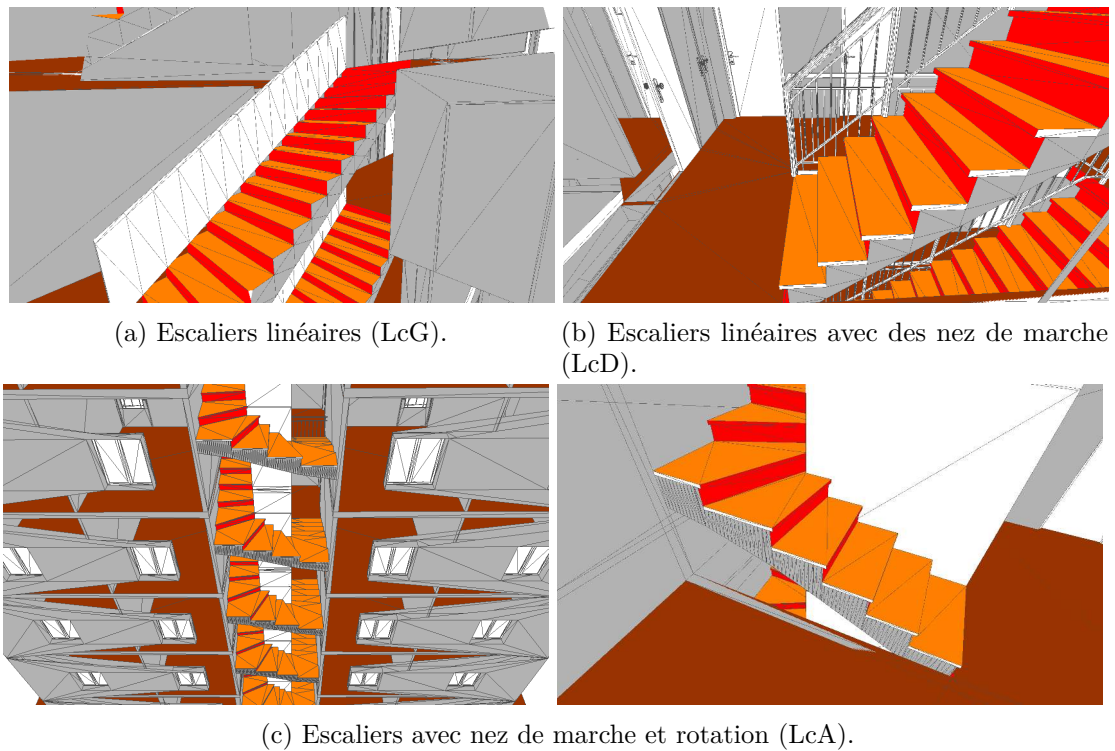 (a) Escaliers linéaires (LcG).
(b) Escaliers linéaires avec des nez de marche
(LcD).
(c) Escaliers avec nez de marche et rotation (LcA).